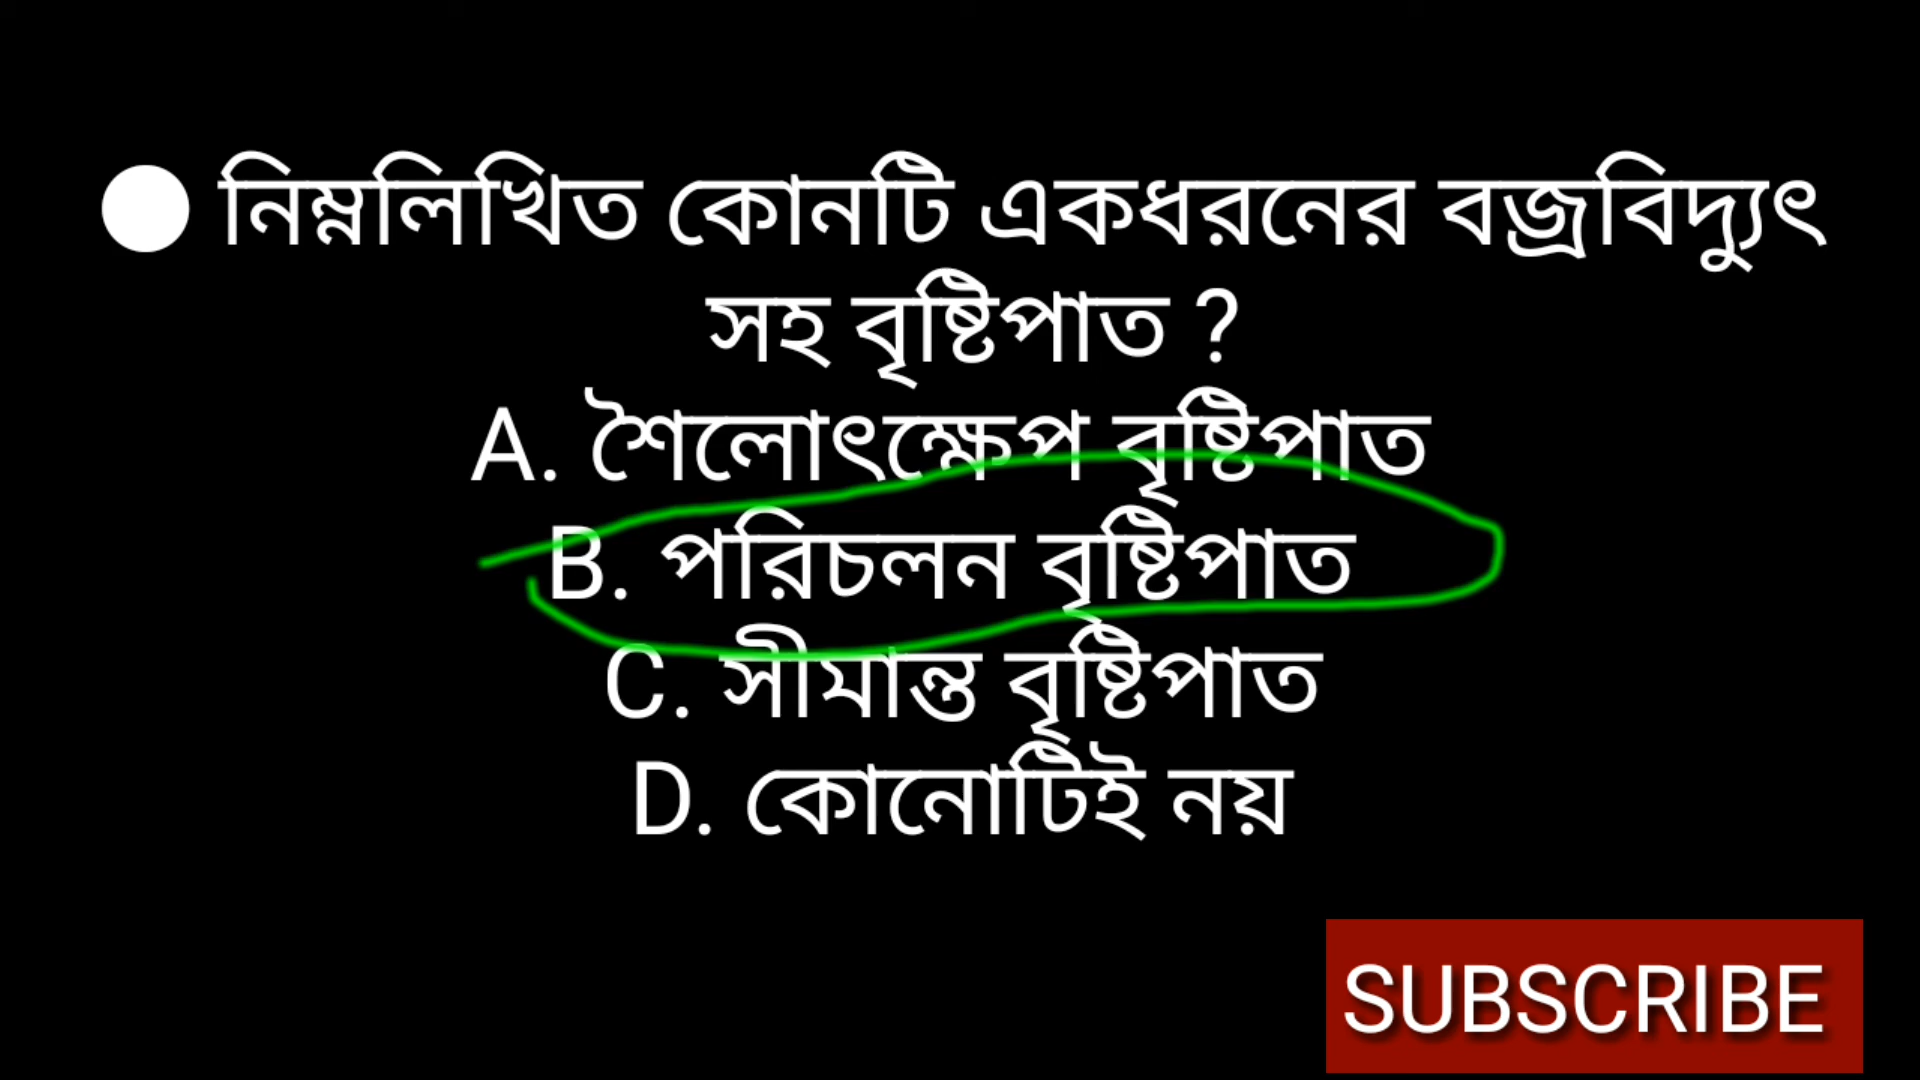 ● নিম্নলিখিত কোনটি একধরনের বজ্রবিদ্যুৎ
সহ বৃষ্টিপাত ?
A. শৈলোৎক্ষেপ বৃষ্টিপাত
B. পরিচলন বৃষ্টিপাত
C. সীমান্ত বৃষ্টিপাত
D. কোনোটিই নয়
SUBSCRIBE